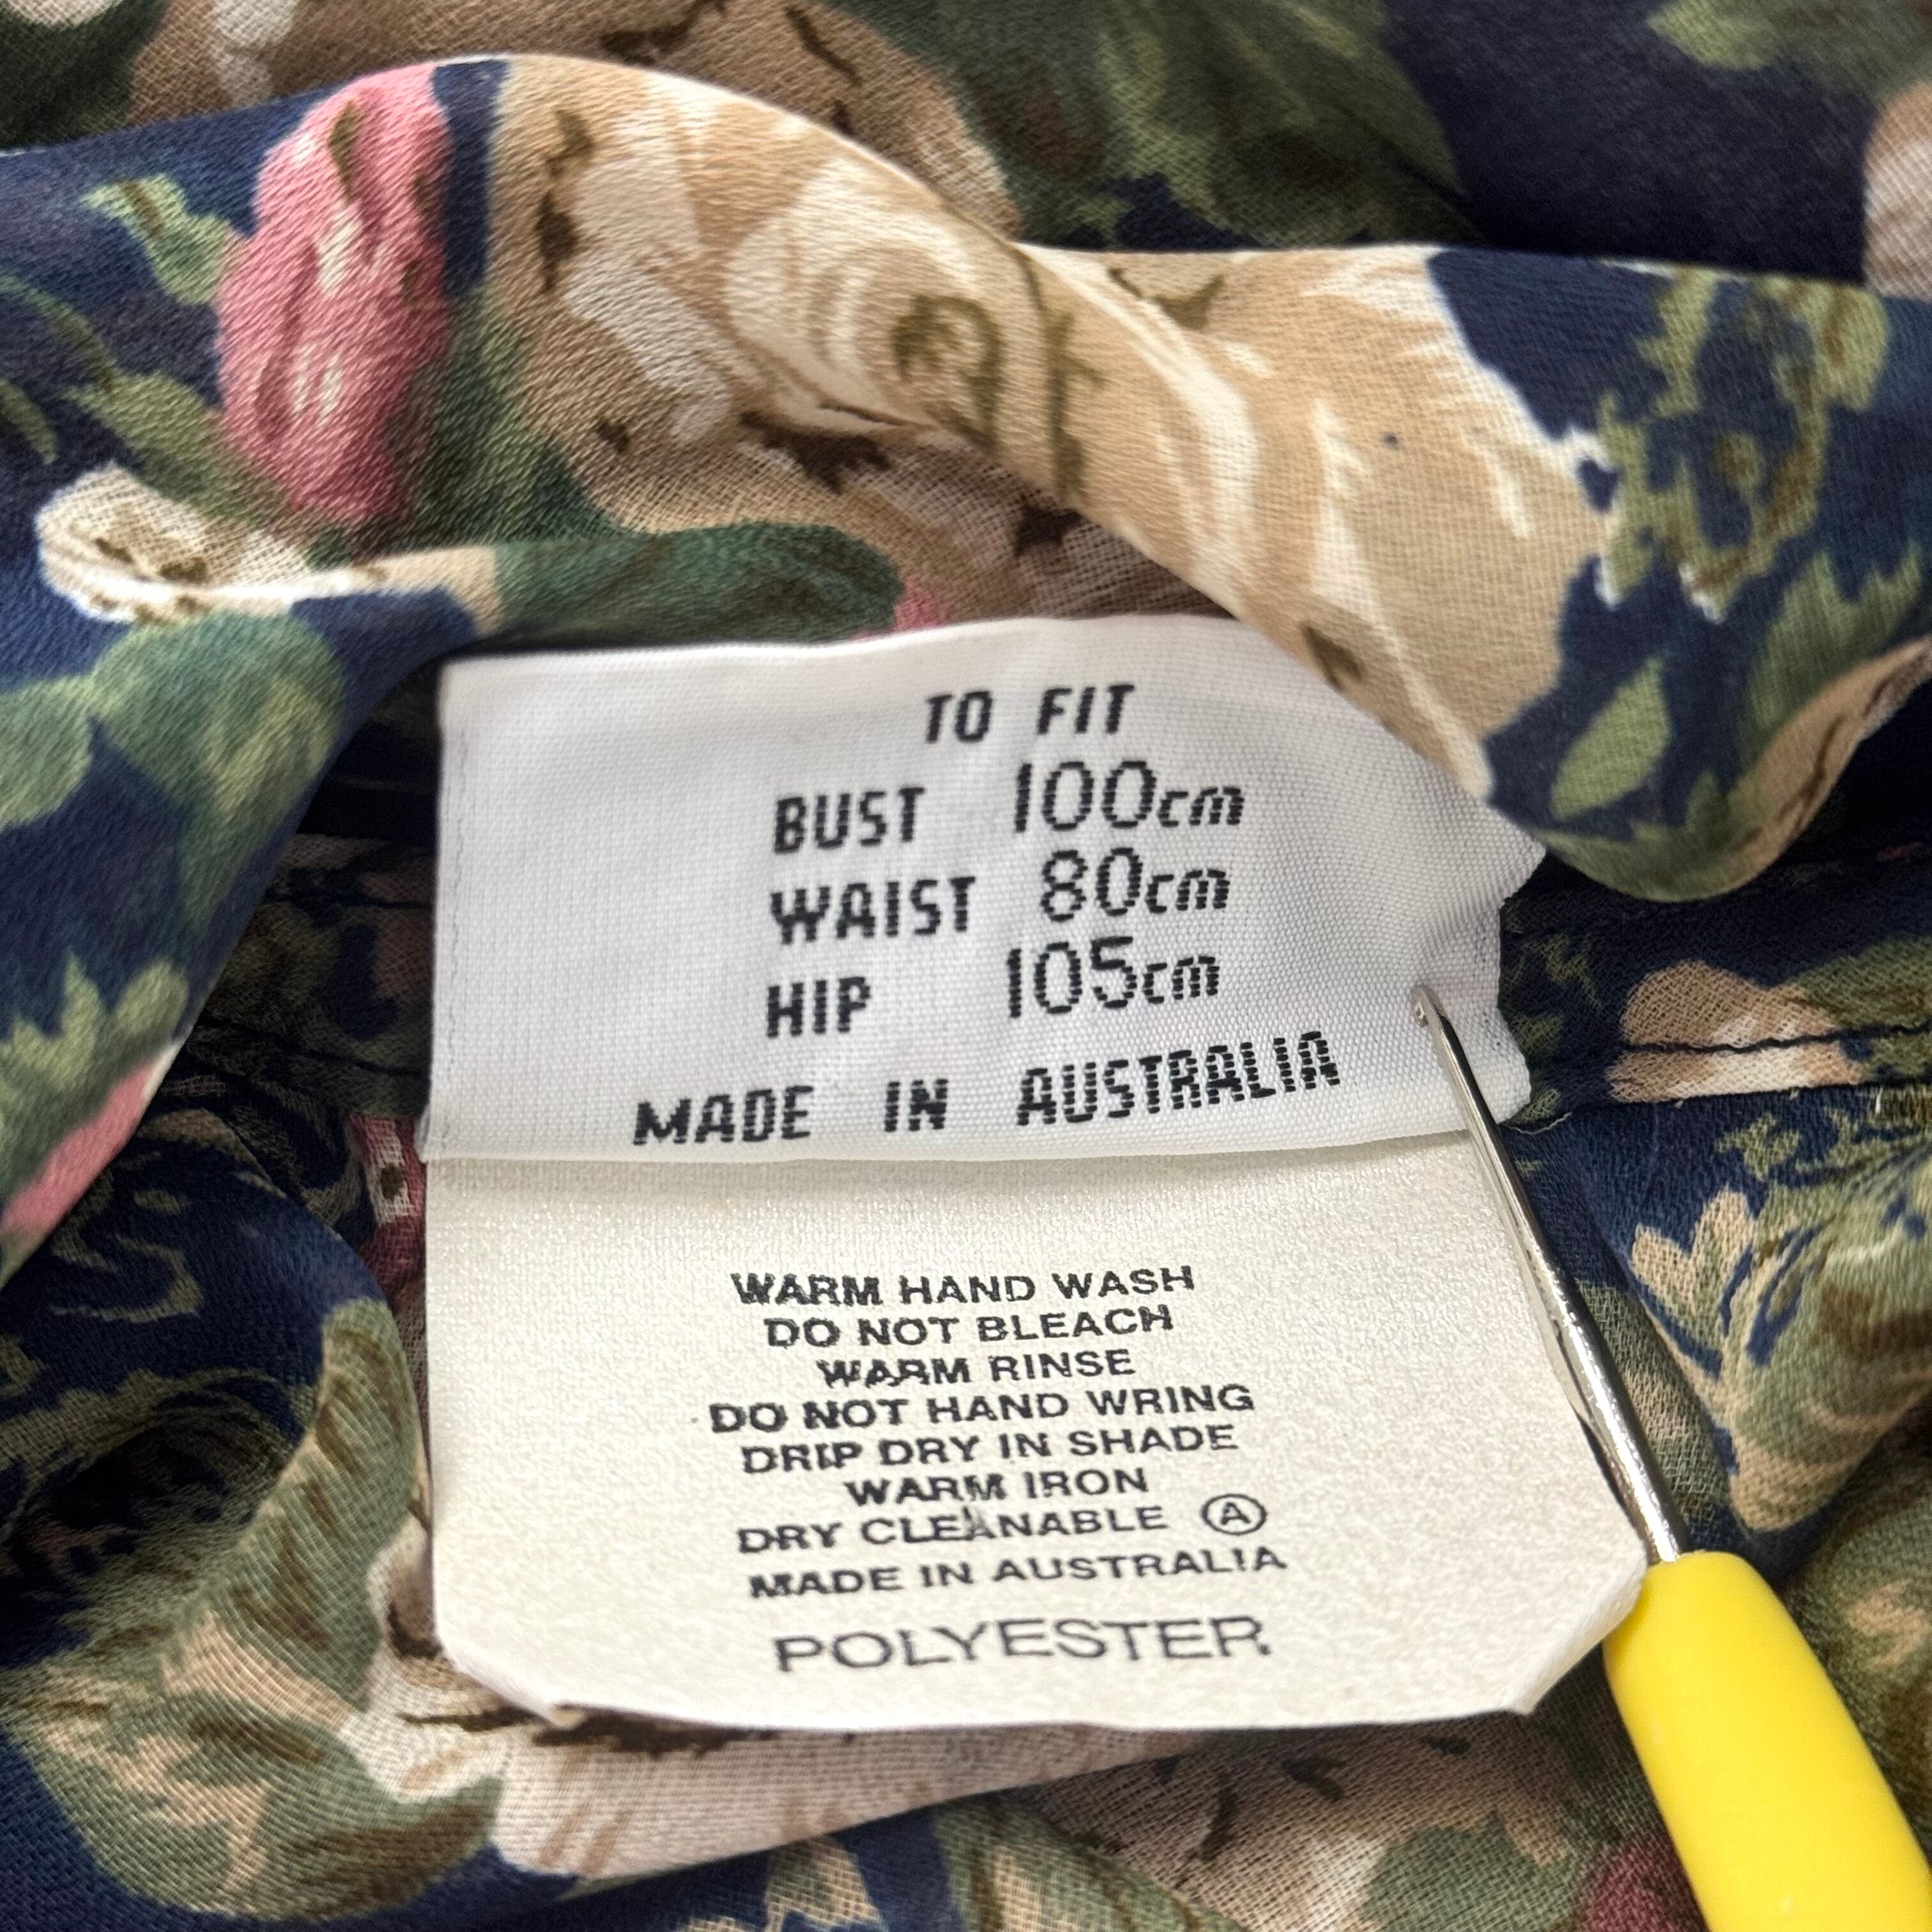 TO FIT
BUST 100cm
WAIST 80cm
HIP 105cm
MADE IN AUSTRALIA
WARM HAND WASH
DO NOT BLEACH
WARM RINSE
DO NOT HAND WRING
DRIP DRY IN SHADE
WARM IRON
DRY CLEANABLE Ⓐ
MADE IN AUSTRALIA
POLYESTER